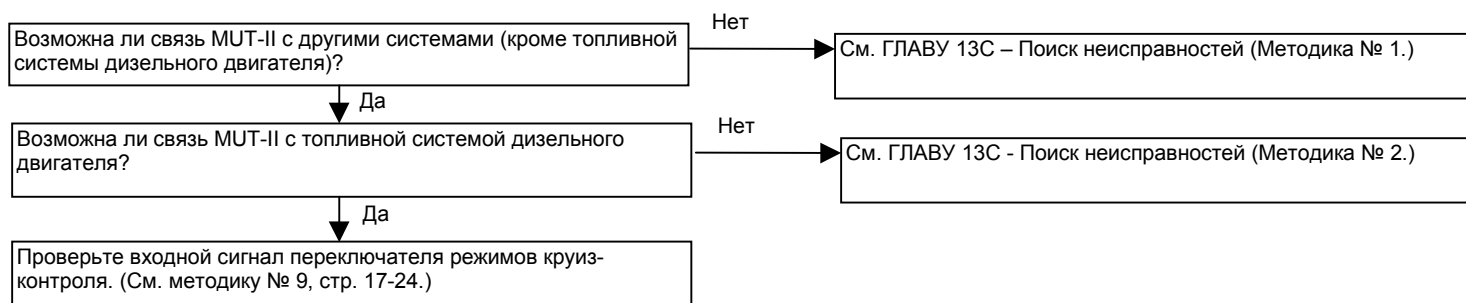 Возможна ли связь MUT-II с другими системами (кроме топливной
системы дизельного двигателя)?
Нет
См. ГЛАВУ 13С – Поиск неисправностей (Методика № 1.)
Да
Возможна ли связь MUT-II с топливной системой дизельного
двигателя?
Нет
См. ГЛАВУ 13С - Поиск неисправностей (Методика № 2.)
Да
Проверьте входной сигнал переключателя режимов круиз-
контроля. (См. методику № 9, стр. 17-24.)